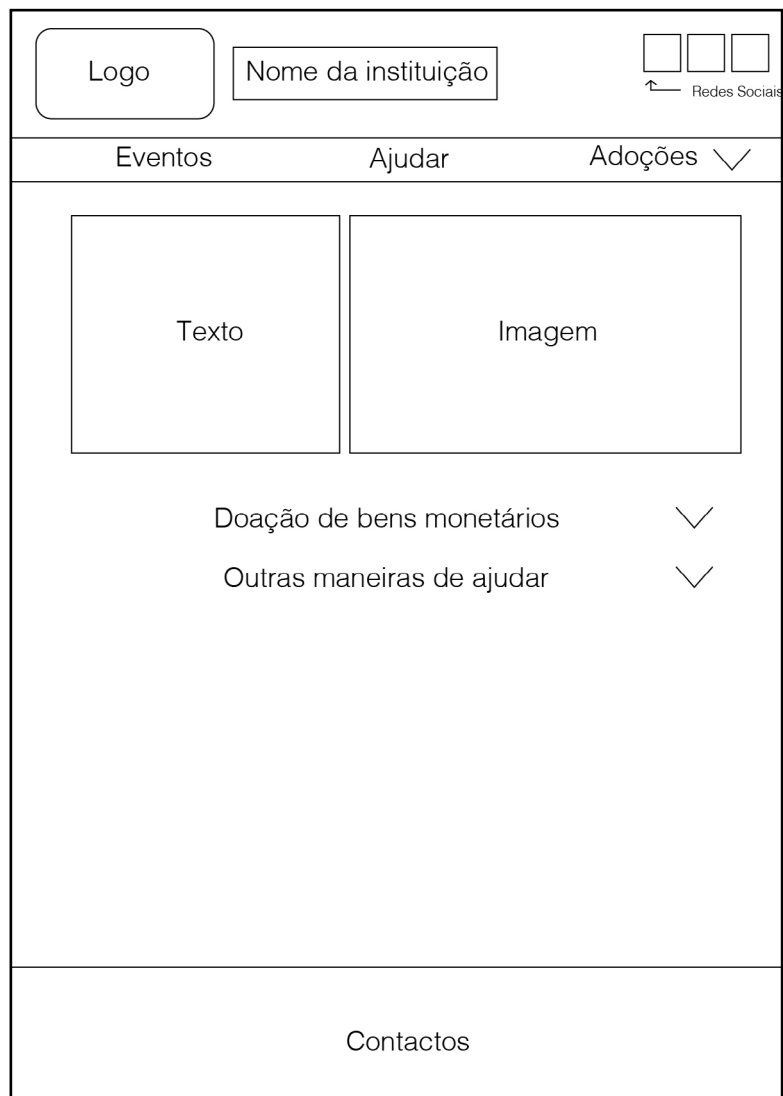 Logo
Nome da instituição
Redes Sociais
Eventos
Ajudar
Adoções
Texto
Imagem
Doação de bens monetários
Outras maneiras de ajudar
Contactos